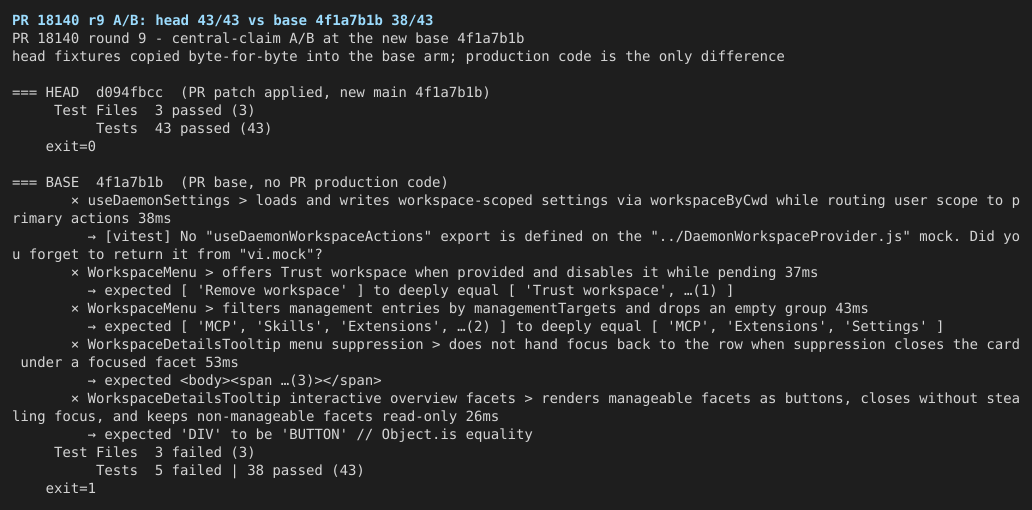 PR 18140 r9 A/B: head 43/43 vs base 4f1a7b1b 38/43
PR 18140 round 9 - central-claim A/B at the new base 4f1a7b1b
head fixtures copied byte-for-byte into the base arm; production code is the only difference
=== HEAD  d094fbcc  (PR patch applied, new main 4f1a7b1b)
Test Files  3 passed (3)
Tests  43 passed (43)
exit=0
=== BASE  4f1a7b1b  (PR base, no PR production code)
× useDaemonSettings > loads and writes workspace-scoped settings via workspaceByCwd while routing user scope to p
rimary actions 38ms
→ [vitest] No "useDaemonWorkspaceActions" export is defined on the "../DaemonWorkspaceProvider.js" mock. Did yo
u forget to return it from "vi.mock"?
× WorkspaceMenu > offers Trust workspace when provided and disables it while pending 37ms
→ expected [ 'Remove workspace' ] to deeply equal [ 'Trust workspace', …(1) ]
× WorkspaceMenu > filters management entries by managementTargets and drops an empty group 43ms
→ expected [ 'MCP', 'Skills', 'Extensions', …(2) ] to deeply equal [ 'MCP', 'Extensions', 'Settings' ]
× WorkspaceDetailsTooltip menu suppression > does not hand focus back to the row when suppression closes the card
under a focused facet 53ms
→ expected <body><span …(3)></span>
× WorkspaceDetailsTooltip interactive overview facets > renders manageable facets as buttons, closes without stea
ling focus, and keeps non-manageable facets read-only 26ms
→ expected 'DIV' to be 'BUTTON' // Object.is equality
Test Files  3 failed (3)
Tests  5 failed | 38 passed (43)
exit=1